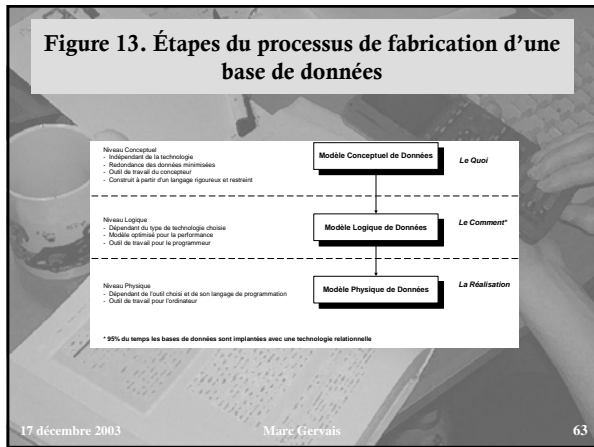 Figure 13. Étapes du processus de fabrication d'une
base de données
Niveau Conceptuel
- Indépendant de la technologie
- Redondance des données minimisées
- Outil de travail du concepteur
- Construit à partir d'un langage rigoureux et restreint
Modèle Conceptuel de Données
Le Quoi
Niveau Logique
- Dépendant du type de technologie choisie
- Modèle optimisé pour la performance
- Outil de travail pour le programmeur
Modèle Logique de Données
Le Comment*
Niveau Physique
- Dépendant de l'outil choisi et de son langage de programmation
- Outil de travail pour l'ordinateur
Modèle Physique de Données
La Réalisation
* 95% du temps les bases de données sont implantées avec une technologie relationnelle
17 décembre 2003
Marc Gervais
63